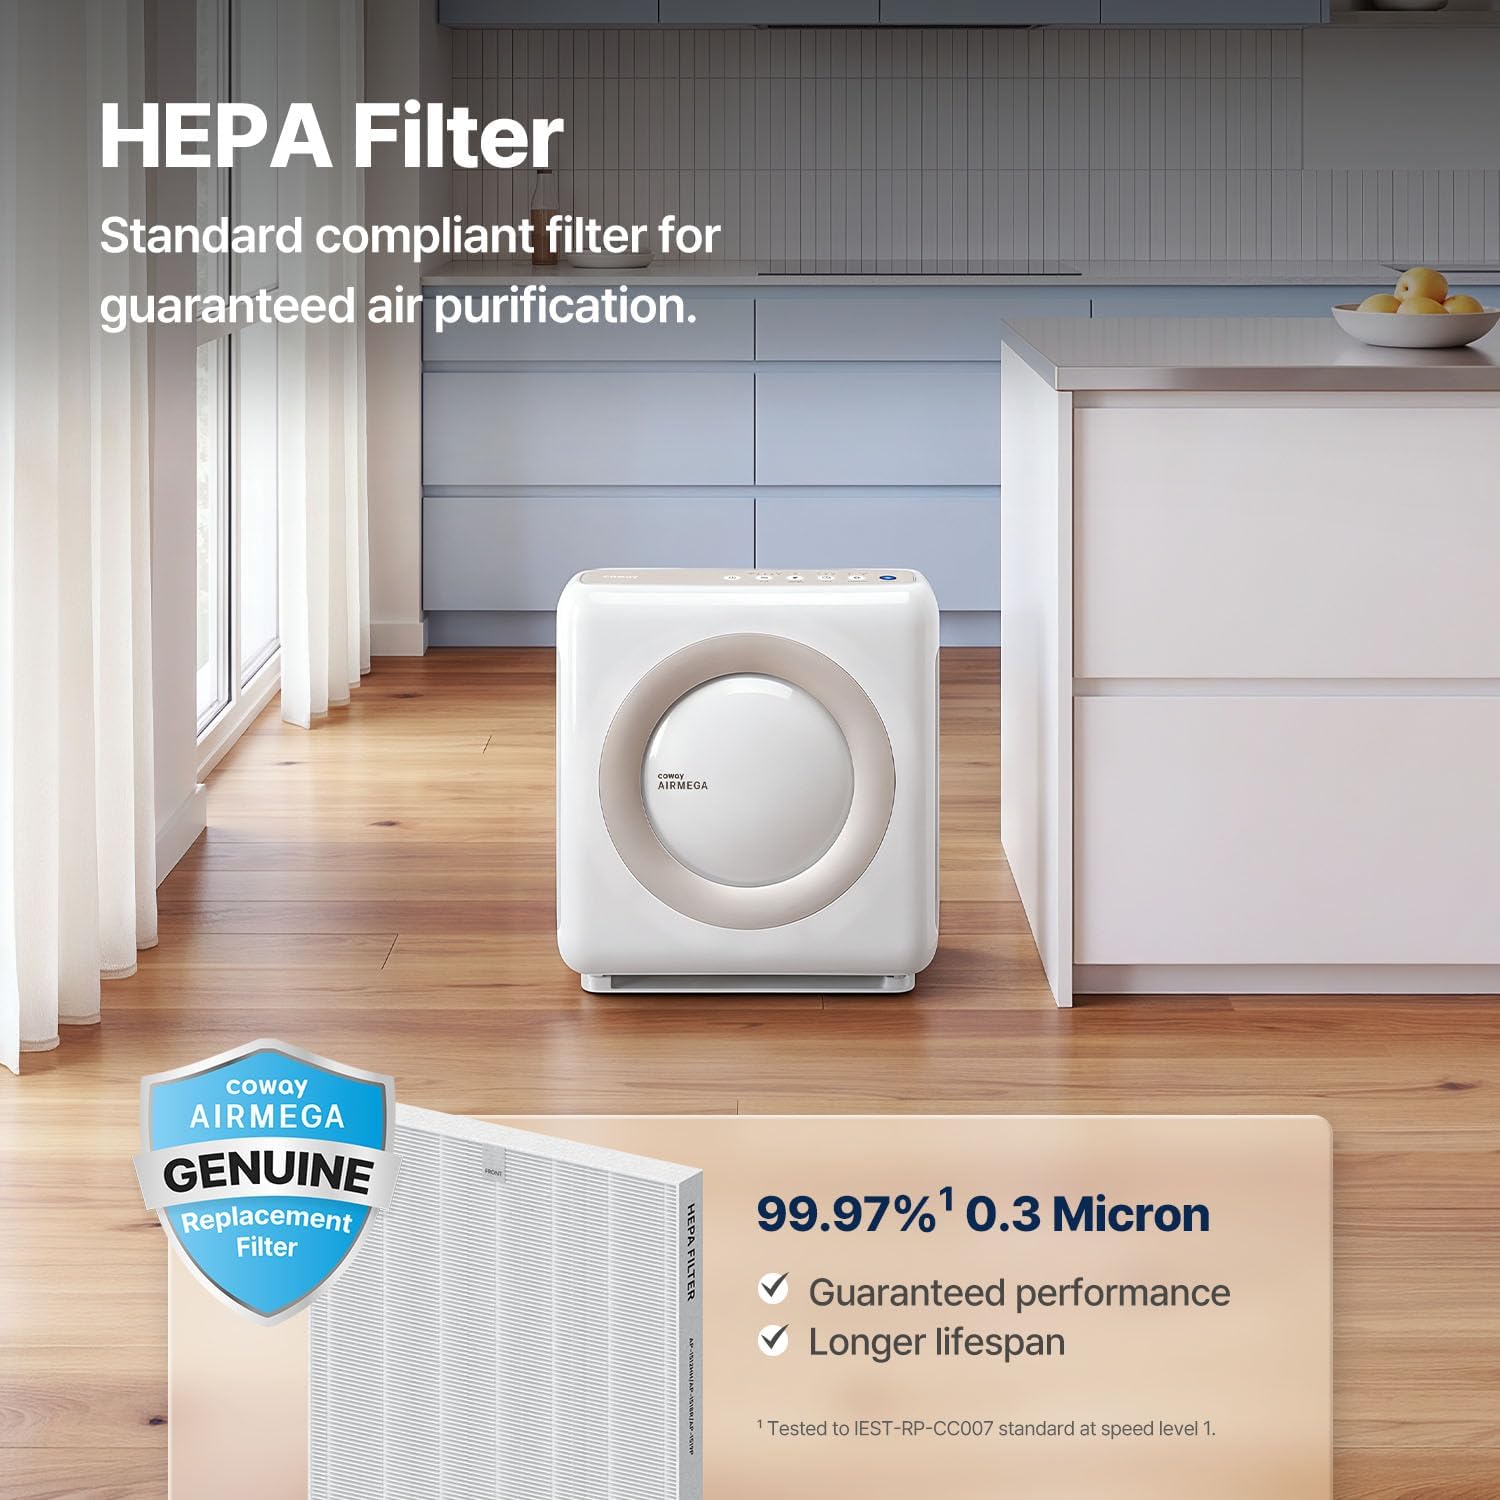 HEPA Filter
Standard compliant filter for
guaranteed air purification.
coway
coway
AIRMEGA
coway
AIRMEGA
GENUINE
Replacement
Filter
FRONT
HEPA FILTER
99.97%¹ 0.3 Micron
Guaranteed performance
Longer lifespan
¹ Tested to IEST-RP-CC007 standard at speed level 1.